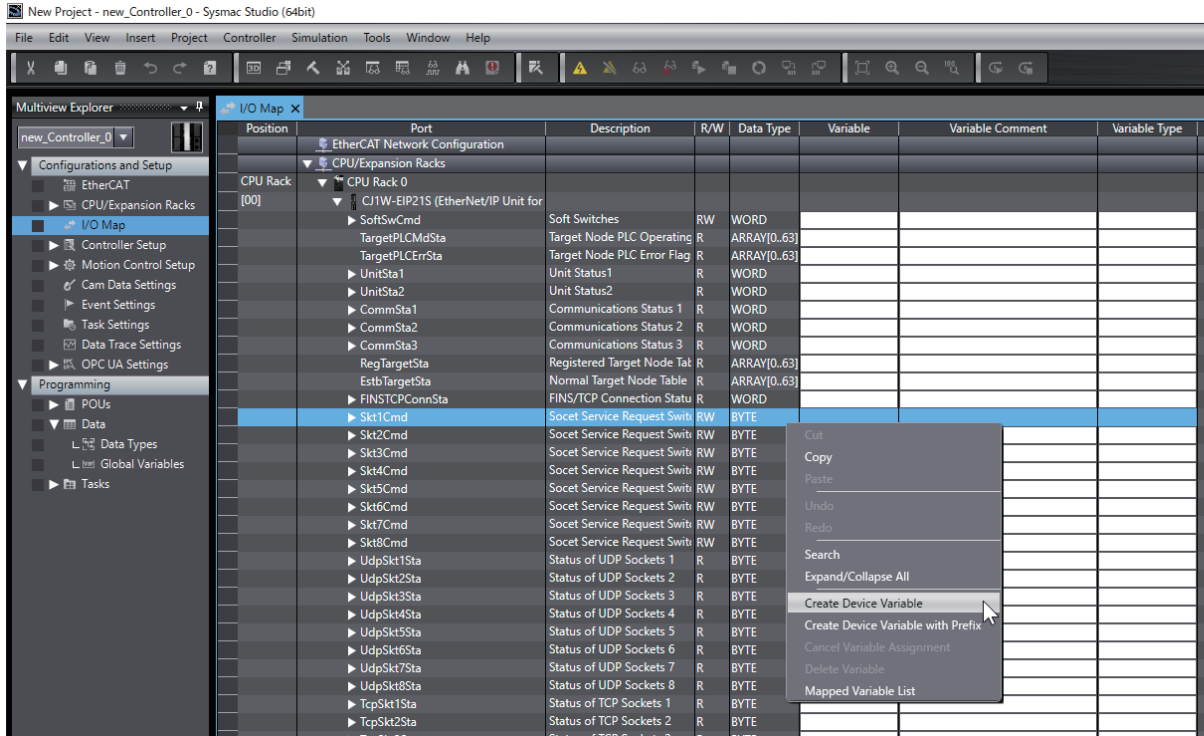 New Project - new_Controller_0 - Sysmac Studio (64bit)
File Edit View Insert Project Controller Simulation Tools Window Help
Multiview Explorer
new_Controller_0
Configurations and Setup
EtherCAT
CPU/Expansion Racks
I/O Map
Controller Setup
Motion Control Setup
Cam Data Settings
Event Settings
Task Settings
Data Trace Settings
OPC UA Settings
Programming
POUs
Data
Data Types
Global Variables
Tasks
I/O Map
Position Port Description R/W Data Type Variable Variable Comment Variable Type
EtherCAT Network Configuration
CPU/Expansion Racks
CPU Rack CPU Rack 0
[00] CJ1W-EIP21S (EtherNet/IP Unit for
SoftSwCmd Soft Switches RW WORD
TargetPLCMdSta Target Node PLC Operating R ARRAY[0..63]
TargetPLCErrSta Target Node PLC Error Flag R ARRAY[0..63]
UnitSta1 Unit Status1 R WORD
UnitSta2 Unit Status2 R WORD
CommSta1 Communications Status 1 R WORD
CommSta2 Communications Status 2 R WORD
CommSta3 Communications Status 3 R WORD
RegTargetSta Registered Target Node R ARRAY[0..63]
EstbTargetSta Normal Target Node Table R ARRAY[0..63]
FINSTCPConnSta FINS/TCP Connection Statu R WORD
Skt1Cmd Socet Service Request RW BYTE
Skt2Cmd Socet Service Request RW BYTE
Skt3Cmd Socet Service Request RW BYTE
Skt4Cmd Socet Service Request RW BYTE
Skt5Cmd Socet Service Request RW BYTE
Skt6Cmd Socet Service Request RW BYTE
Skt7Cmd Socet Service Request RW BYTE
Skt8Cmd Socet Service Request RW BYTE
UdpSkt1Sta Status of UDP Sockets 1 R BYTE
UdpSkt2Sta Status of UDP Sockets 2 R BYTE
UdpSkt3Sta Status of UDP Sockets 3 R BYTE
UdpSkt4Sta Status of UDP Sockets 4 R BYTE
UdpSkt5Sta Status of UDP Sockets 5 R BYTE
UdpSkt6Sta Status of UDP Sockets 6 R BYTE
UdpSkt7Sta Status of UDP Sockets 7 R BYTE
UdpSkt8Sta Status of UDP Sockets 8 R BYTE
TcpSkt1Sta Status of TCP Sockets 1 R BYTE
TcpSkt2Sta Status of TCP Sockets 2 R BYTE
Cut
Copy
Paste
Undo
Redo
Search
Expand/Collapse All
Create Device Variable
Create Device Variable with Prefix
Cancel Variable Assignment
Delete Variable
Mapped Variable List